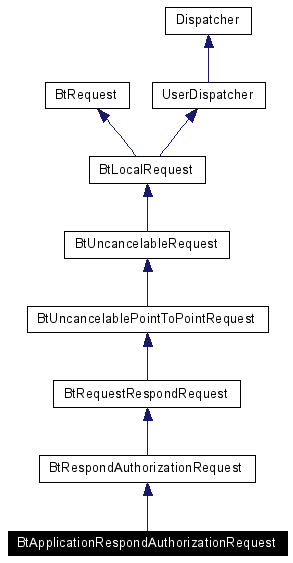 Dispatcher
BtRequest
UserDispatcher
BtLocalRequest
BtUncancelableRequest
BtUncancelablePointToPointRequest
BtRequestRespondRequest
BtRespondAuthorizationRequest
BtApplicationRespondAuthorizationRequest